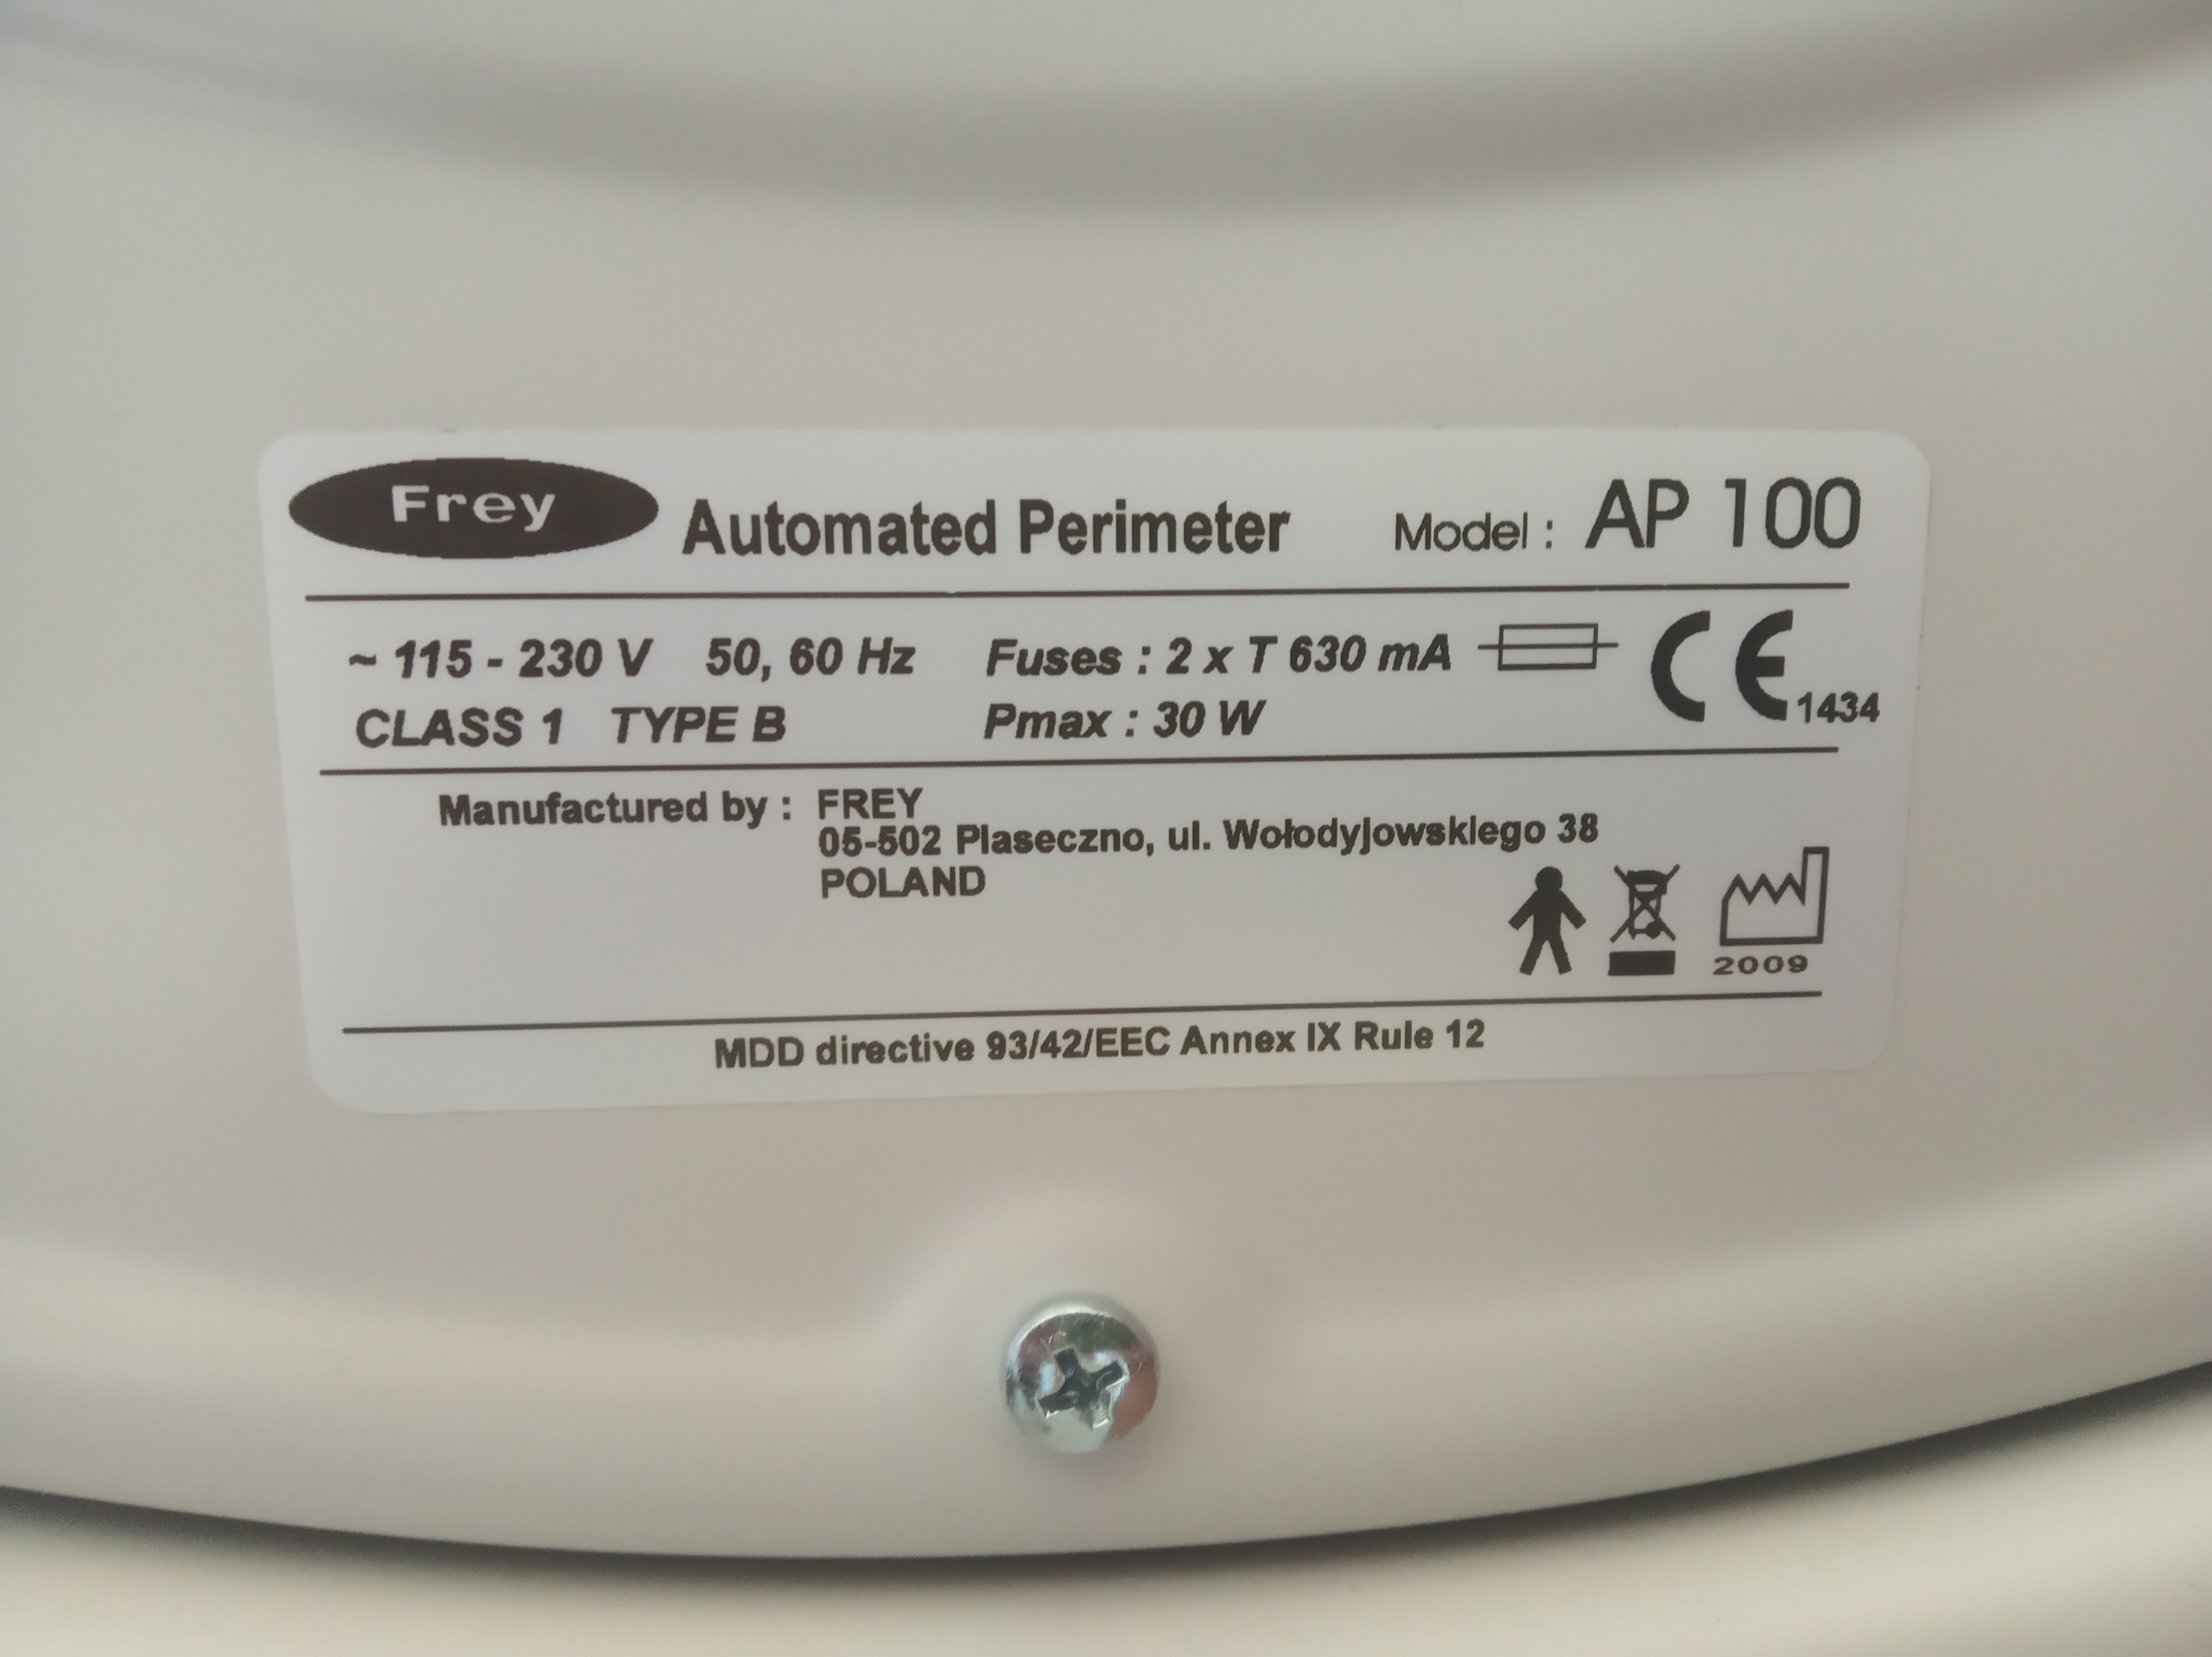 Frey Automated Perimeter Model : AP 100
~ 115 - 230 V 50, 60 Hz Fuses : 2 x T 630 mA
CLASS 1 TYPE B Pmax : 30 W
CE 1434
Manufactured by : FREY
05-502 Piaseczno, ul. Wołodyjowskiego 38
POLAND
2009
MDD directive 93/42/EEC Annex IX Rule 12